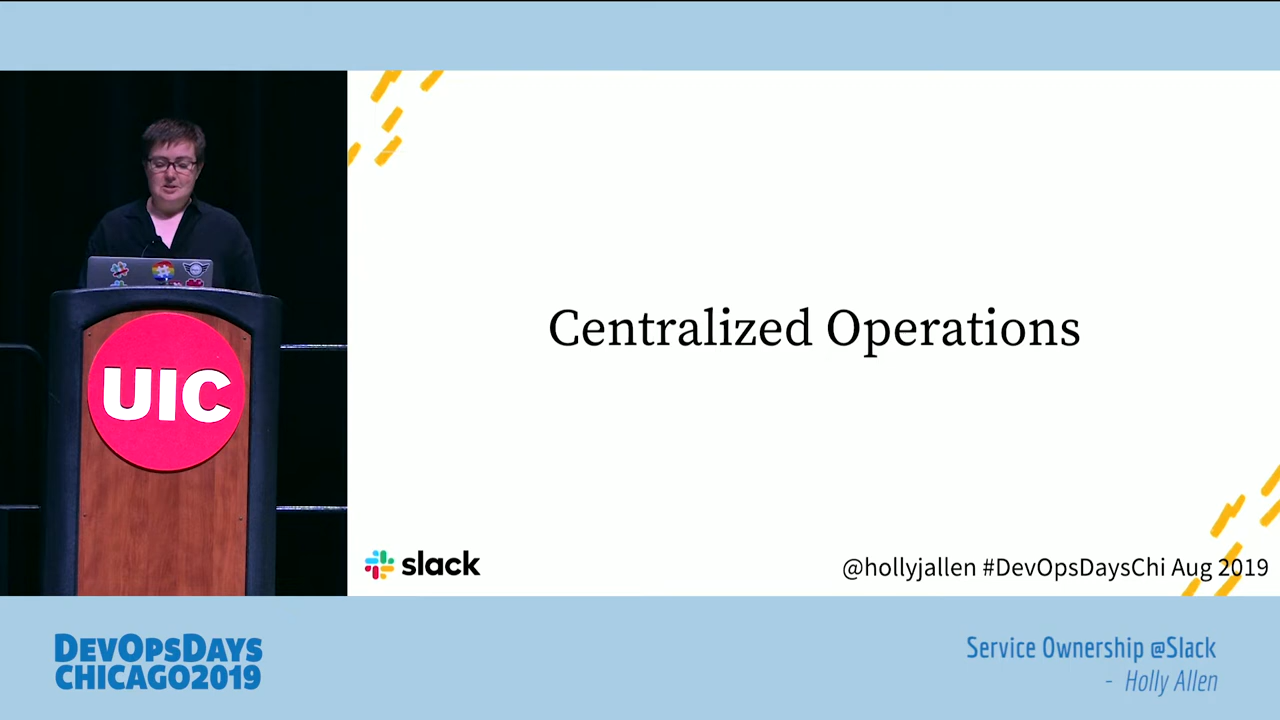 Centralized Operations
UIC
slack
@hollyjallen #DevOpsDaysChi Aug 2019
DEVOPSDAYS
CHICAGO2019
Service Ownership @Slack
- Holly Allen